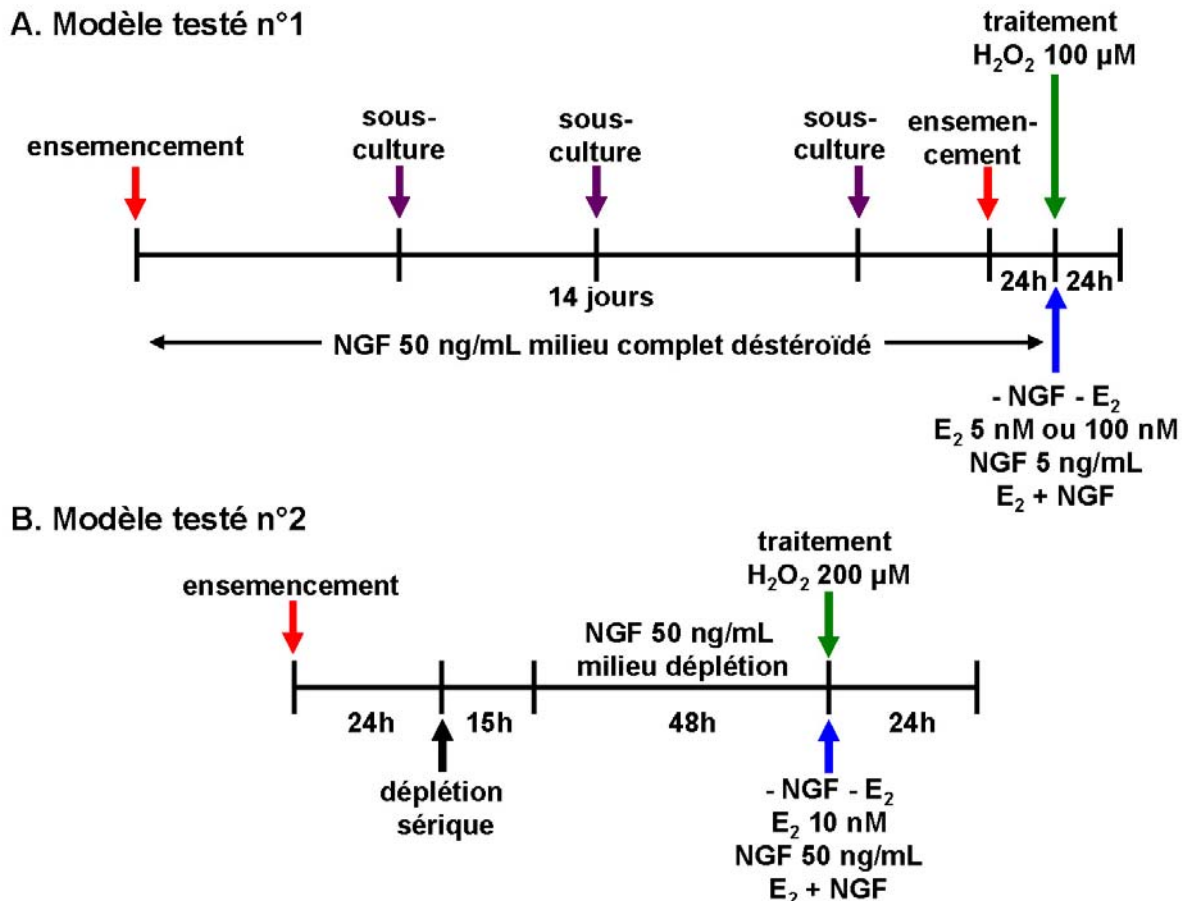 A. Modèle testé n°1
traitement
H₂O₂ 100 µM
ensemencement
sous-
culture
sous-
culture
sous-
culture
ensemen-
cement
24h
24h
14 jours
NGF 50 ng/mL milieu complet déstéroïdé
- NGF - E₂
E₂ 5 nM ou 100 nM
NGF 5 ng/mL
E₂ + NGF
B. Modèle testé n°2
ensemencement
traitement
H₂O₂ 200 µM
NGF 50 ng/mL
milieu déplétion
24h
15h
48h
24h
déplétion
sérique
- NGF - E₂
E₂ 10 nM
NGF 50 ng/mL
E₂ + NGF